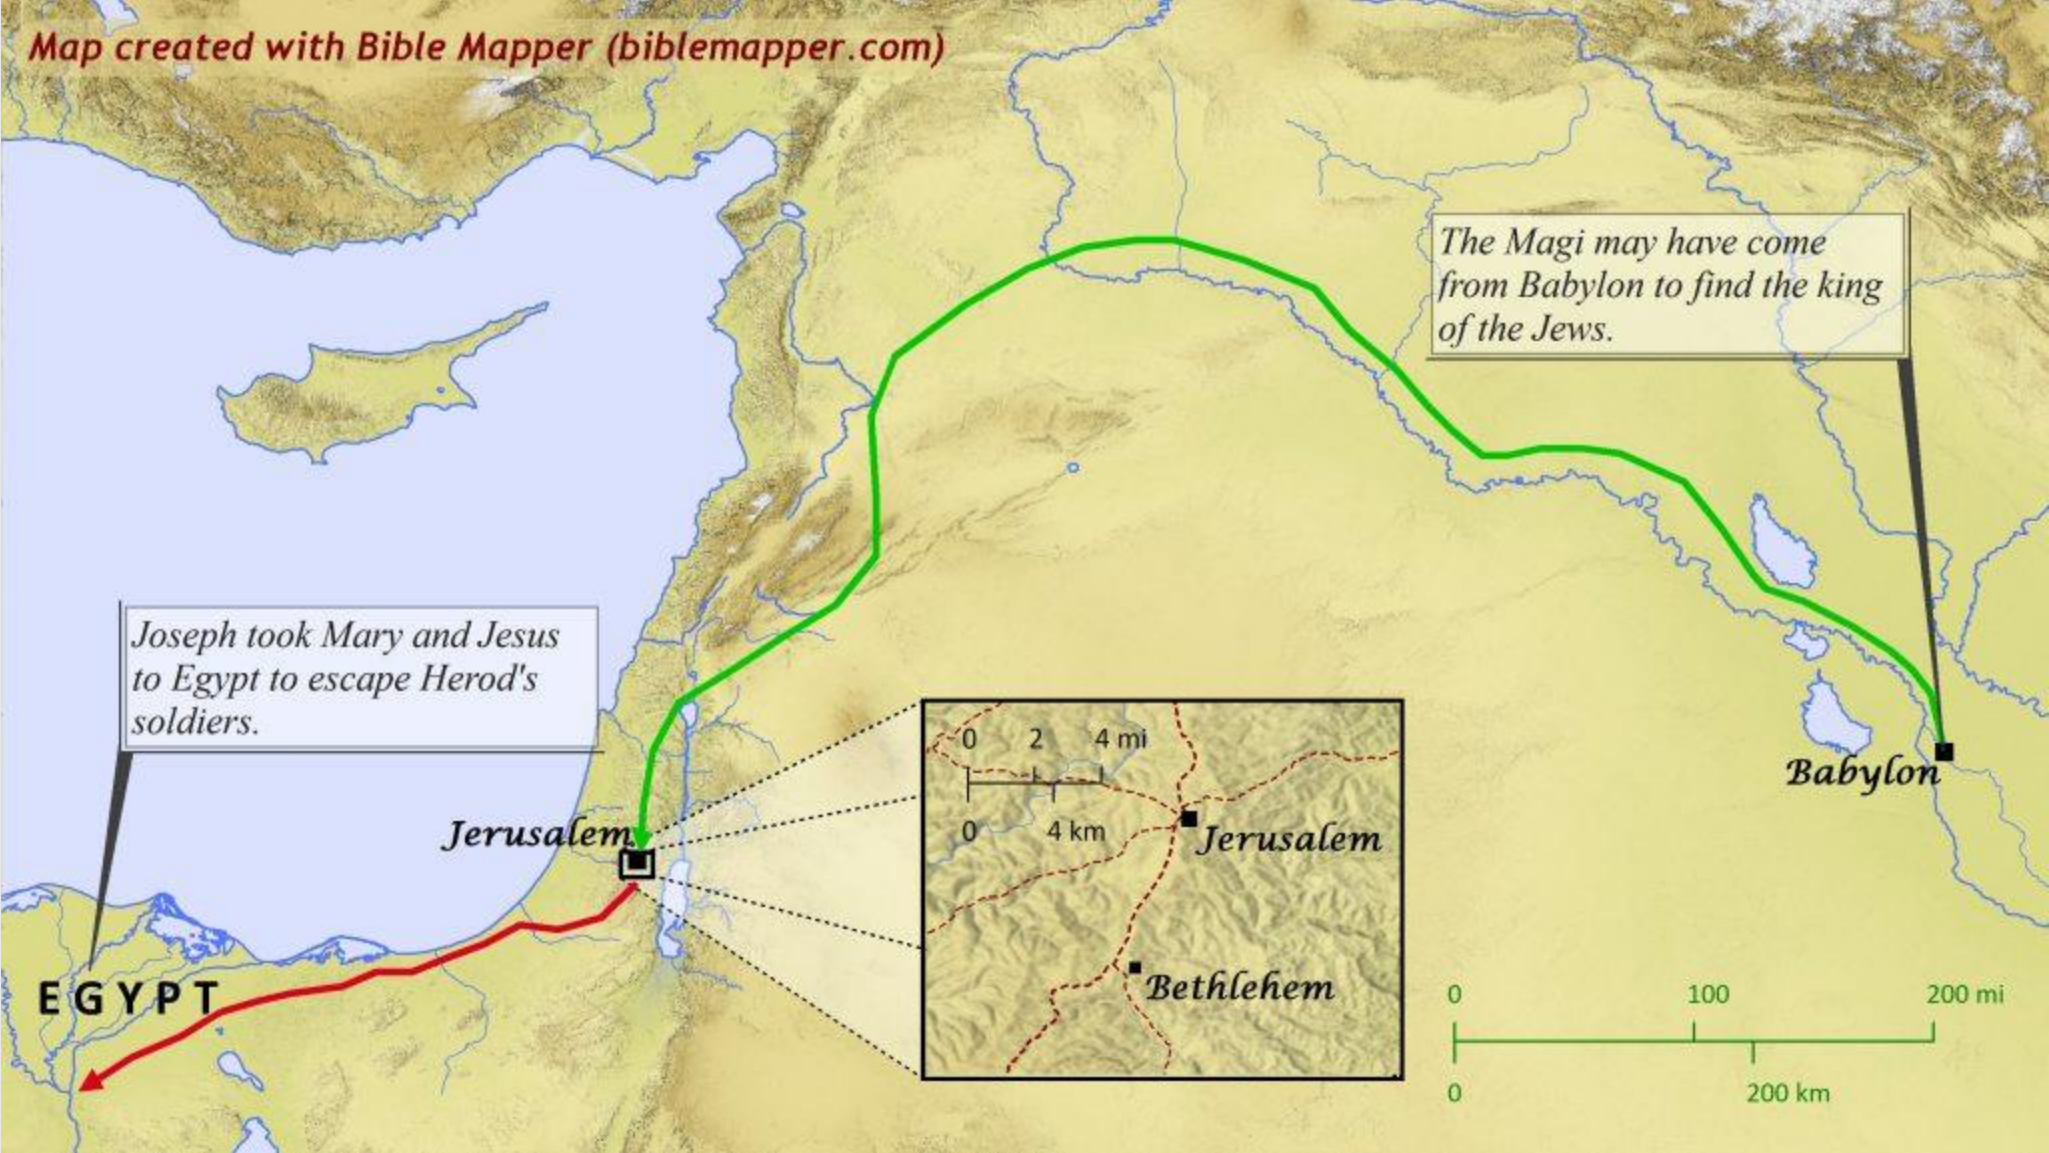 Map created with Bible Mapper (biblemapper.com)
The Magi may have come
from Babylon to find the king
of the Jews.
Joseph took Mary and Jesus
to Egypt to escape Herod's
soldiers.
0 2 4 mi
0 4 km
Jerusalem
Jerusalem
Bethlehem
Babylon
EGYPT
0 100 200 mi
0 200 km